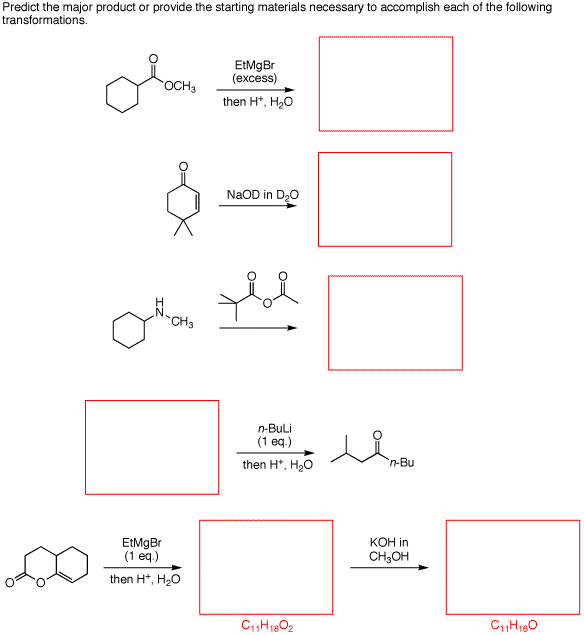 Predict the major product or provide the starting materials necessary to accomplish each of the following
transformations.
O
OCH₃
EtMgBr
(excess)
then H⁺, H₂O
O
NaOD in D₂O
H
N
CH₃
O O
O
n-BuLi
(1 eq.)
then H⁺, H₂O
O
n-Bu
O O
EtMgBr
(1 eq.)
then H⁺, H₂O
C₁₁H₁₈O₂
KOH in
CH₃OH
C₁₁H₁₆O